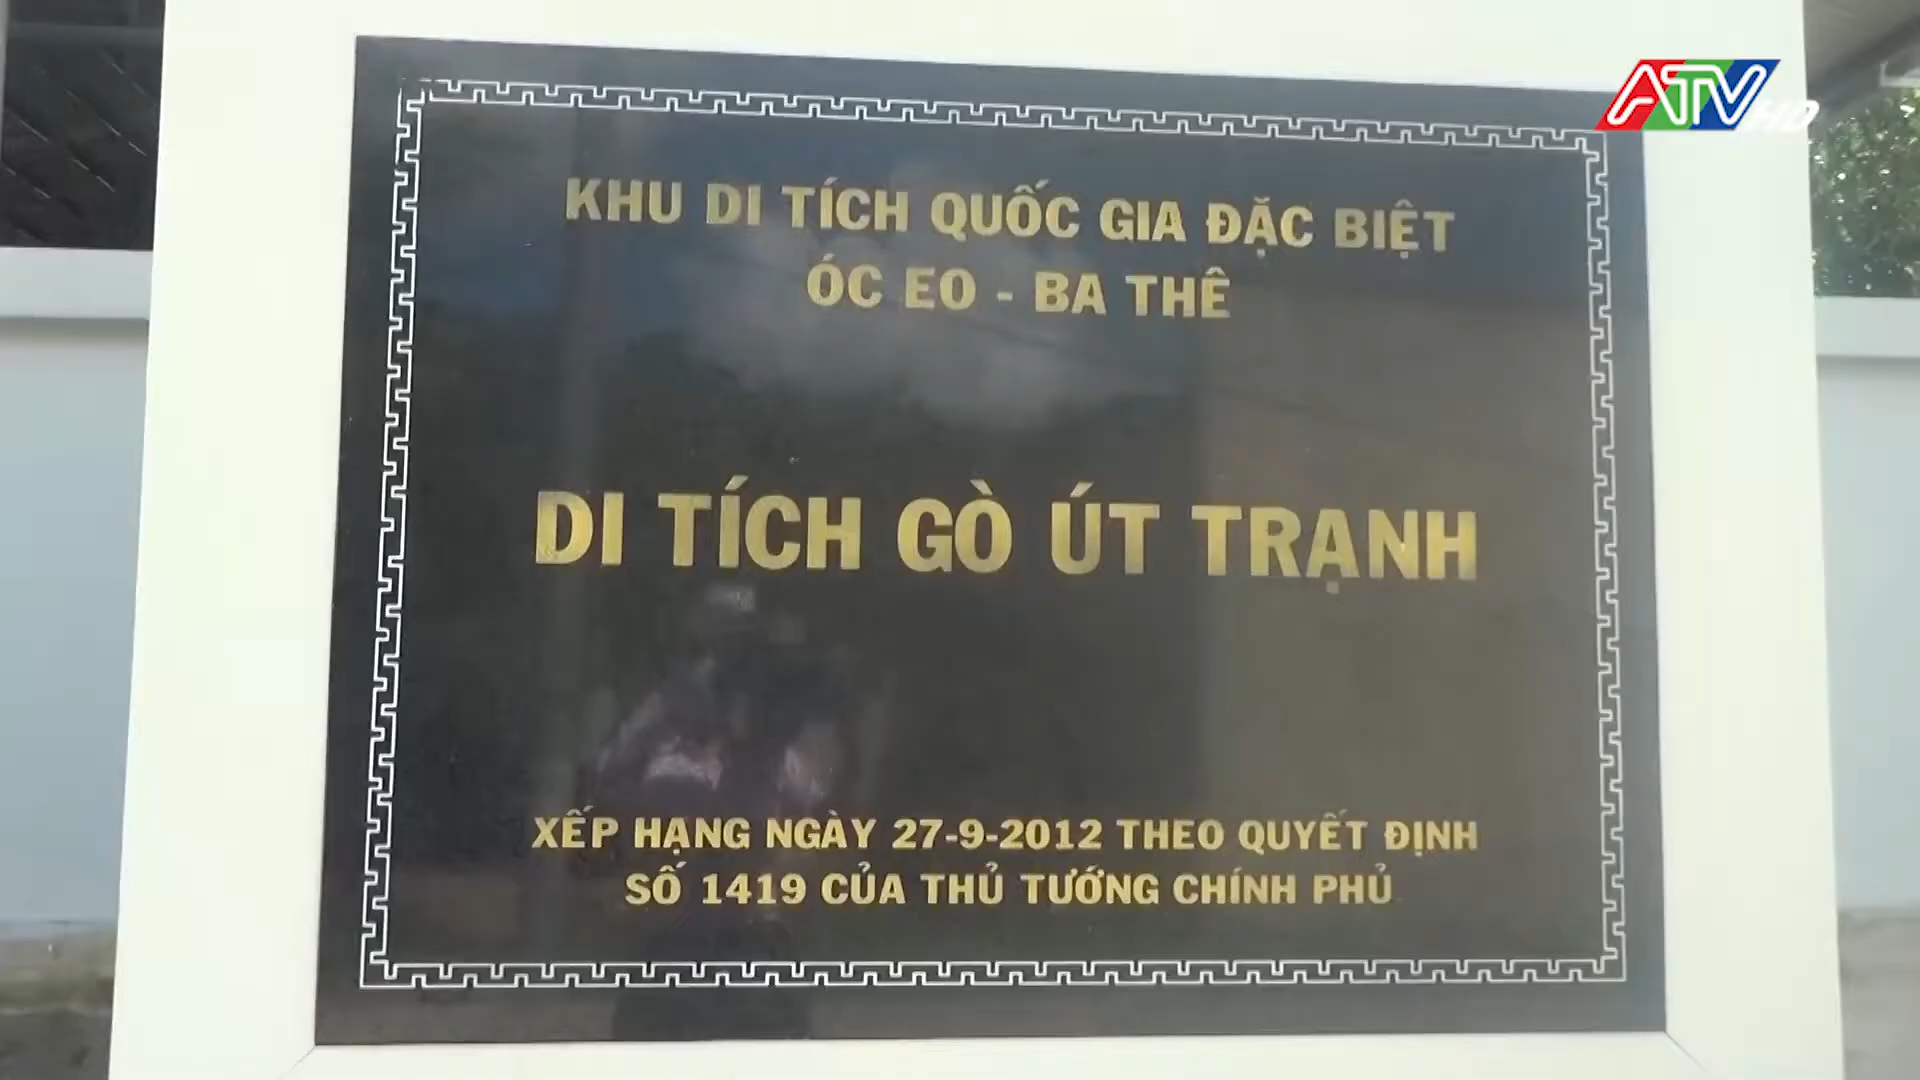 ATV HD
KHU DI TÍCH QUỐC GIA ĐẶC BIỆT
ÓC EO - BA THÊ
DI TÍCH GÒ ÚT TRẠNH
XẾP HẠNG NGÀY 27-9-2012 THEO QUYẾT ĐỊNH
SỐ 1419 CỦA THỦ TƯỚNG CHÍNH PHỦ